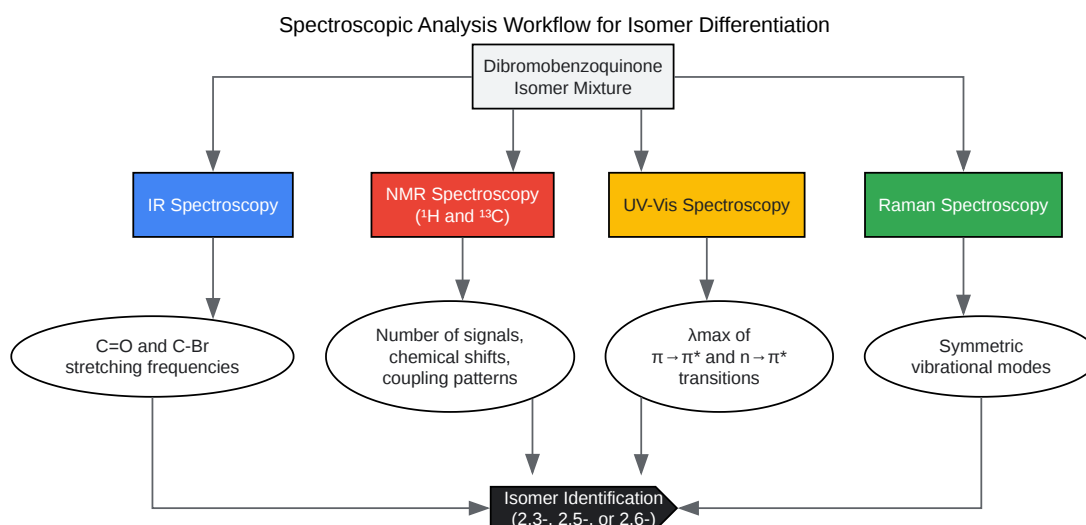 Spectroscopic Analysis Workflow for Isomer Differentiation
Dibromobenzoquinone
Isomer Mixture
IR Spectroscopy
NMR Spectroscopy
(¹H and ¹³C)
UV-Vis Spectroscopy
Raman Spectroscopy
C=O and C-Br
stretching frequencies
Number of signals,
chemical shifts,
coupling patterns
λmax of
π→π* and n→π*
transitions
Symmetric
vibrational modes
Isomer Identification
(2,3-, 2,5-, or 2,6-)